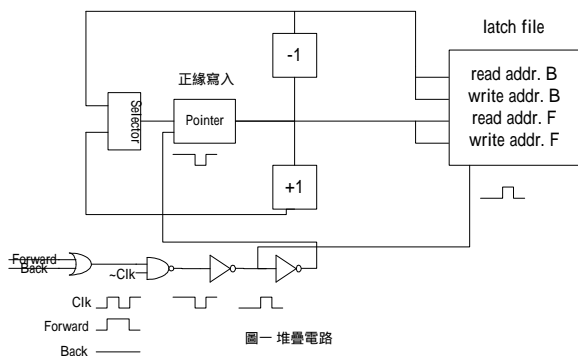 latch file
-1
正緣寫入
Selector
Pointer
read addr. B
write addr. B
read addr. F
write addr. F
+1
Forward
Back
~Clk
Clk
Forward
Back
圖一 堆疊電路